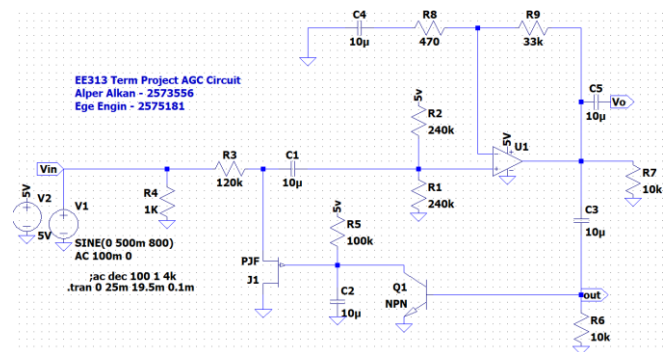 C4
10µ
R8
470
R9
33k
EE313 Term Project AGC Circuit
Alper Alkan - 2573556
Ege Engin - 2575181
C5
10µ
Vo
5v
R2
240k
5V
U1
Vin
R3
120k
C1
10µ
R4
1K
R1
240k
R7
10k
5V
V2
5V
V1
SINE(0 500m 800)
AC 100m 0
;ac dec 100 1 4k
.tran 0 25m 19.5m 0.1m
5v
R5
100k
C3
10µ
PJF
J1
C2
10µ
Q1
NPN
out
R6
10k